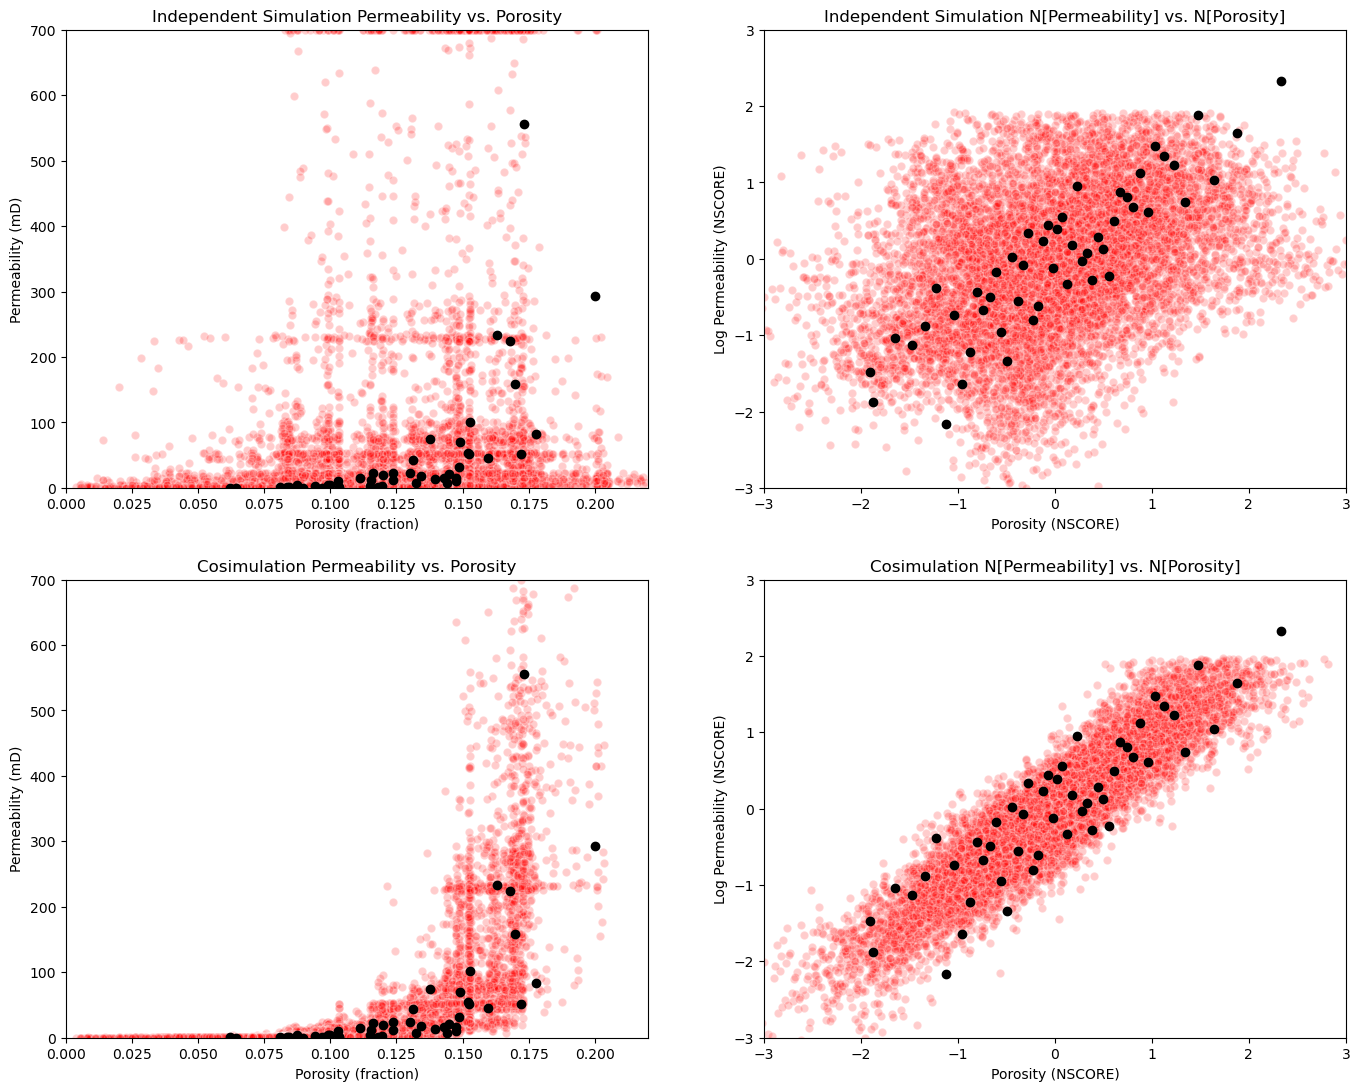 Independent Simulation Permeability vs. Porosity
Permeability (mD)
700
600
500
400
300
200
100
0
0.000 0.025 0.050 0.075 0.100 0.125 0.150 0.175 0.200
Porosity (fraction)
Independent Simulation N[Permeability] vs. N[Porosity]
Log Permeability (NSCORE)
3
2
1
0
−1
−2
−3
−3 −2 −1 0 1 2 3
Porosity (NSCORE)
Cosimulation Permeability vs. Porosity
Permeability (mD)
700
600
500
400
300
200
100
0
0.000 0.025 0.050 0.075 0.100 0.125 0.150 0.175 0.200
Porosity (fraction)
Cosimulation N[Permeability] vs. N[Porosity]
Log Permeability (NSCORE)
3
2
1
0
−1
−2
−3
−3 −2 −1 0 1 2 3
Porosity (NSCORE)